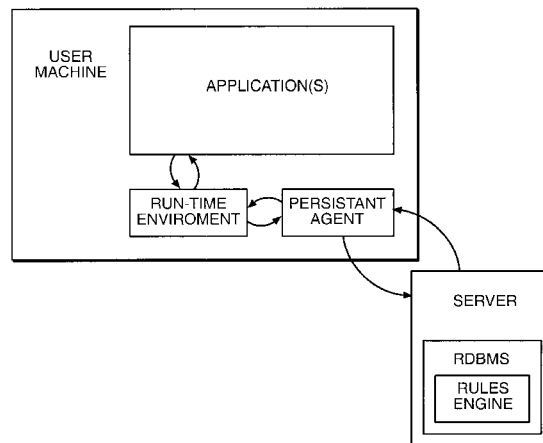 USER
MACHINE
APPLICATION(S)
RUN-TIME
ENVIROMENT
PERSISTANT
AGENT
SERVER
RDBMS
RULES
ENGINE